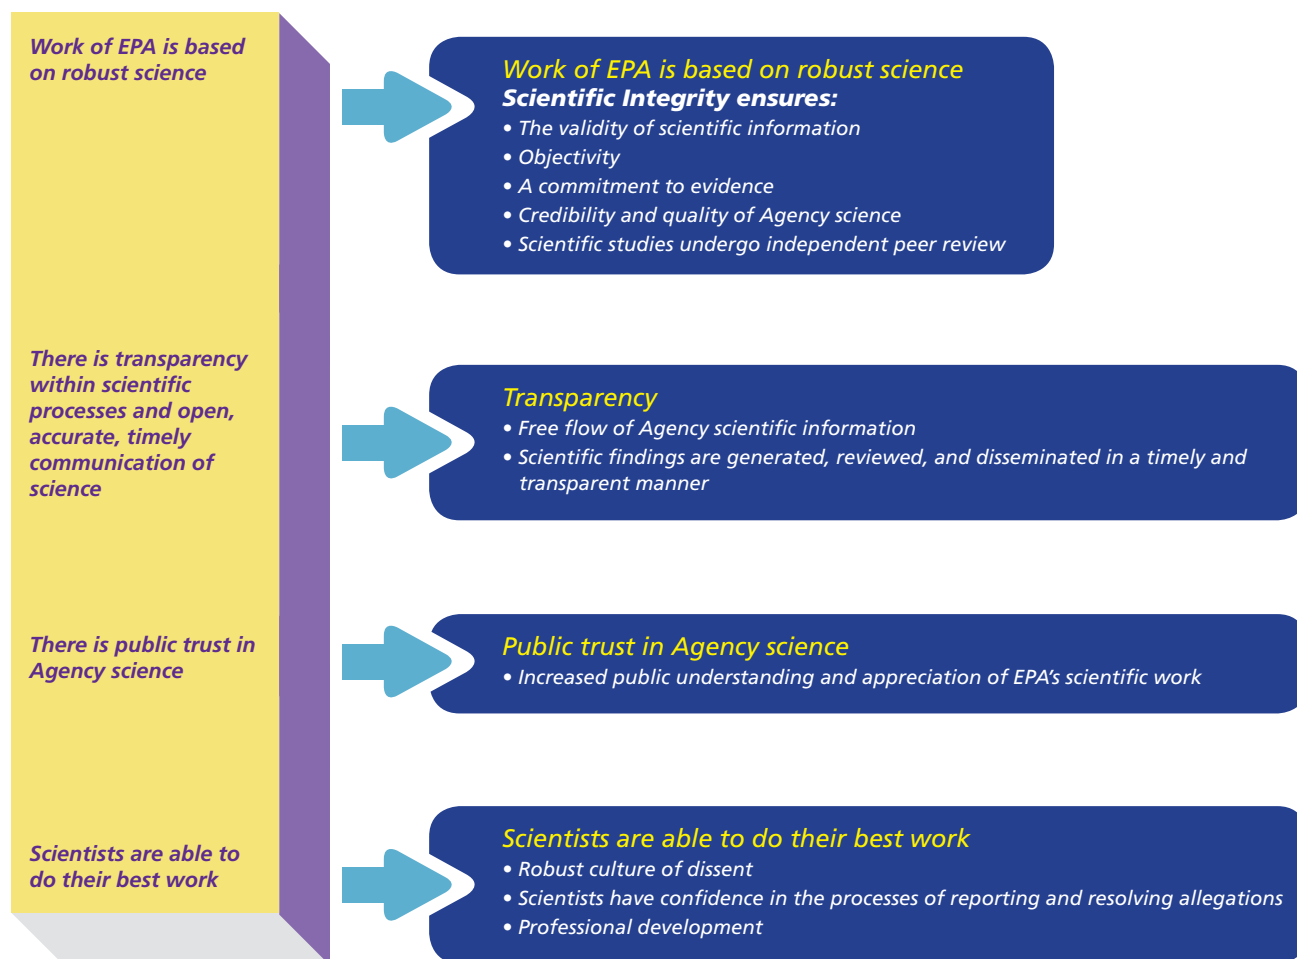 Work of EPA is based
on robust science
Work of EPA is based on robust science
Scientific Integrity ensures:
• The validity of scientific information
• Objectivity
• A commitment to evidence
• Credibility and quality of Agency science
• Scientific studies undergo independent peer review
There is transparency
within scientific
processes and open,
accurate, timely
communication of
science
Transparency
• Free flow of Agency scientific information
• Scientific findings are generated, reviewed, and disseminated in a timely and
transparent manner
There is public trust in
Agency science
Public trust in Agency science
• Increased public understanding and appreciation of EPA’s scientific work
Scientists are able to
do their best work
Scientists are able to do their best work
• Robust culture of dissent
• Scientists have confidence in the processes of reporting and resolving allegations
• Professional development